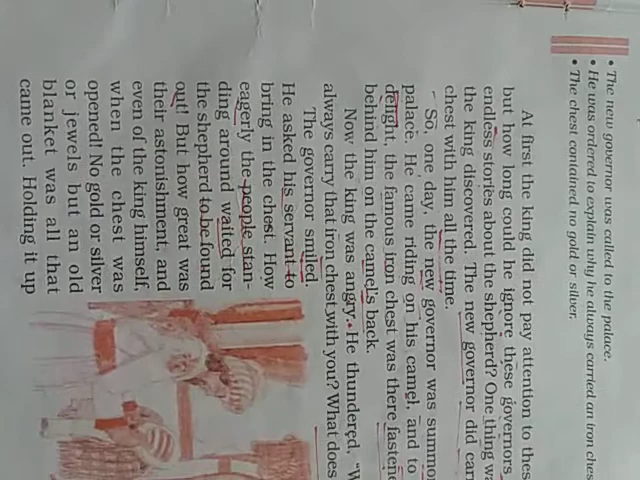 • The new governor was called to the palace.
• He was ordered to explain why he always carried an iron
• The chest contained no gold or silver.
At first the king did not pay attention to
but how long could he ignore these governors
endless stories about the shepherd? One thing
the king discovered. The new governor did
chest with him all the time.
So, one day, the new governor was
palace. He came riding on his camel, and to
delight, the famous iron chest was there
behind him on the camel's back.
Now the king was angry. He thundered,
always carry that iron chest with you? What does
The governor smiled.
He asked his servant to
bring in the chest. How
eagerly the people stan-
ding around waited for
the shepherd to be found
out! But how great was
their astonishment, and
even of the king himself,
when the chest was
opened! No gold or silver
or jewels but an old
blanket was all that
came out. Holding it up